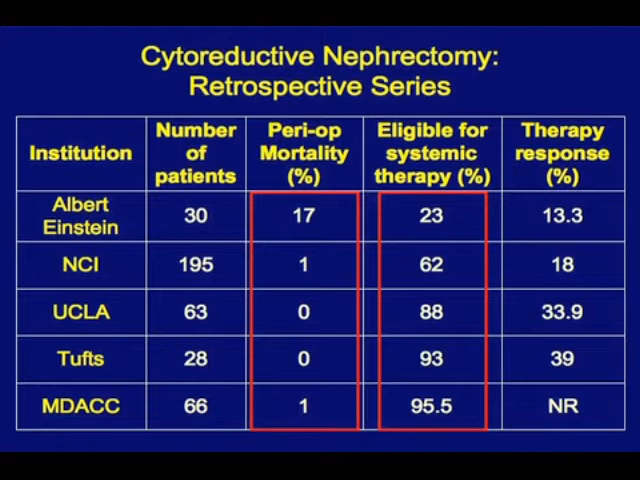 Cytoreductive Nephrectomy:
Retrospective Series
Institution Number of patients Peri-op Mortality (%) Eligible for systemic therapy (%) Therapy response (%)
Albert Einstein 30 17 23 13.3
NCI 195 1 62 18
UCLA 63 0 88 33.9
Tufts 28 0 93 39
MDACC 66 1 95.5 NR